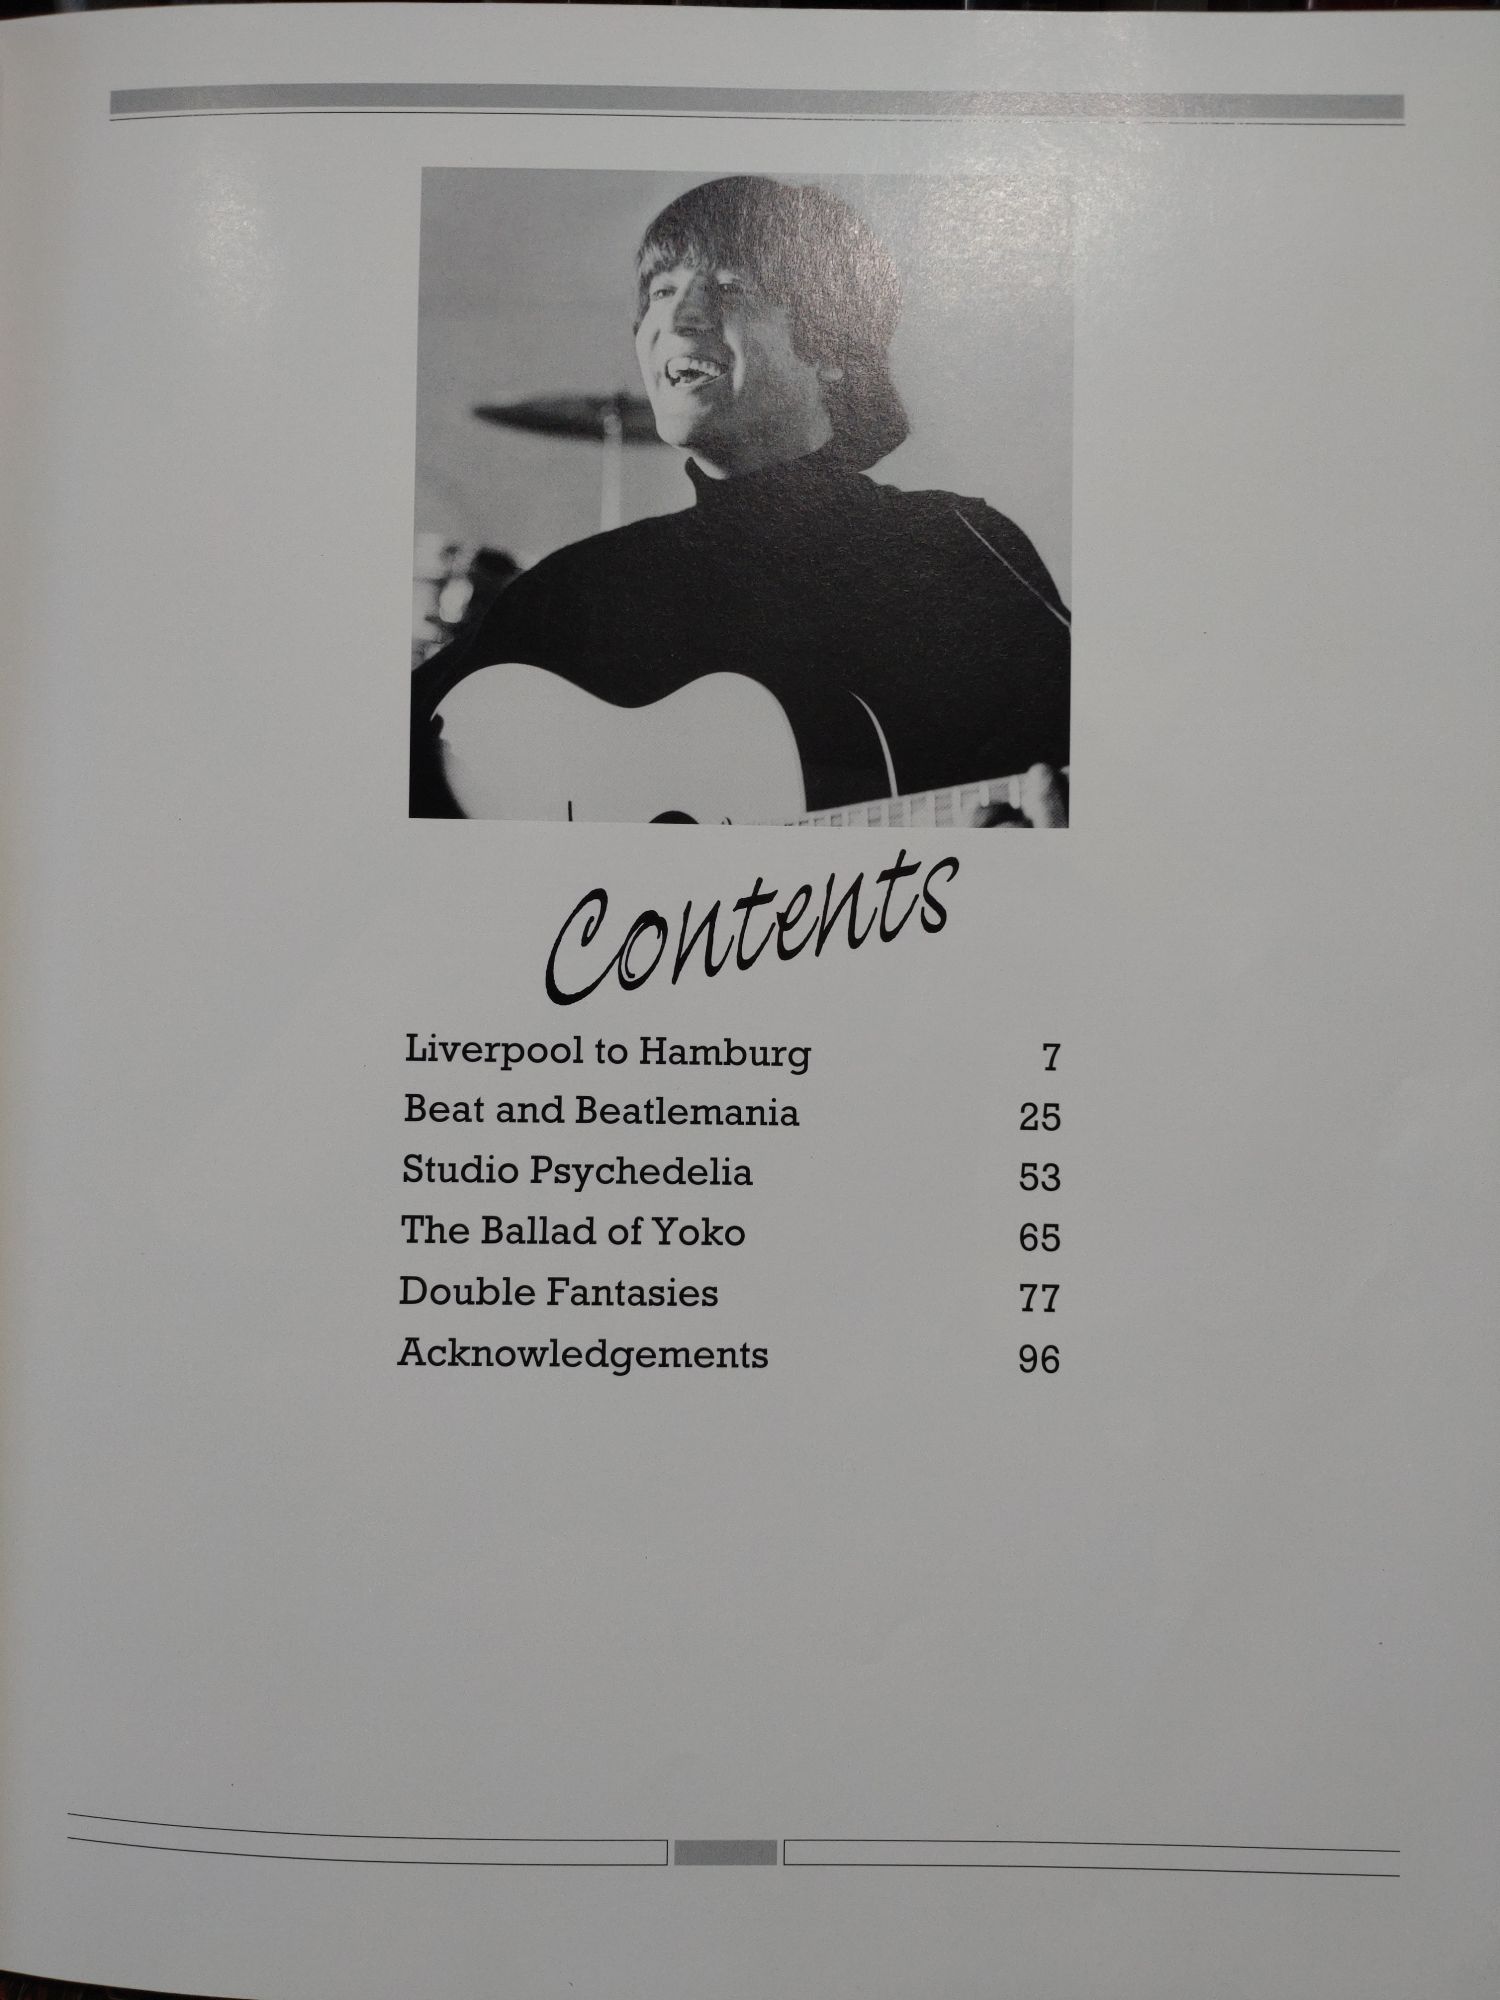 Contents
Liverpool to Hamburg 7
Beat and Beatlemania 25
Studio Psychedelia 53
The Ballad of Yoko 65
Double Fantasies 77
Acknowledgements 96